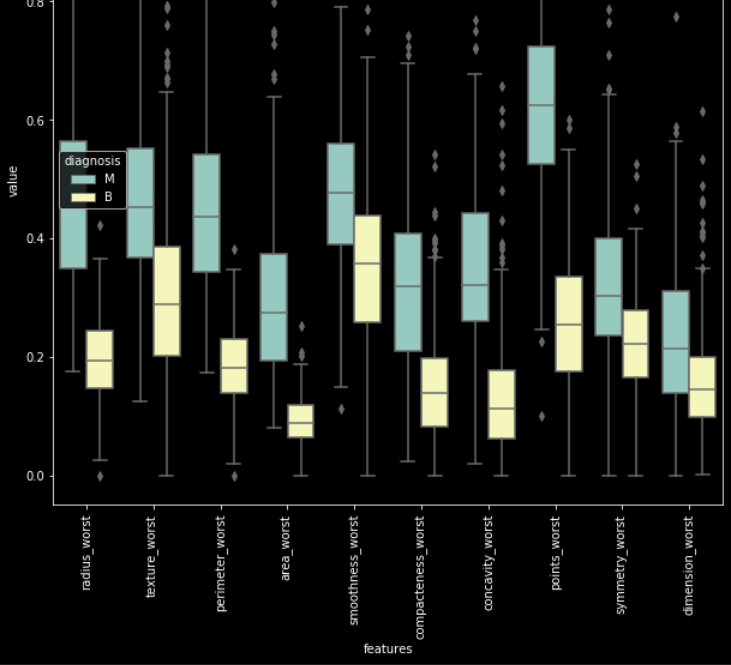 0.8
0.6
0.4
0.2
0.0
value
diagnosis
M
B
radius_worst
texture_worst
perimeter_worst
area_worst
smoothness_worst
compacteness_worst
concavity_worst
points_worst
symmetry_worst
dimension_worst
features